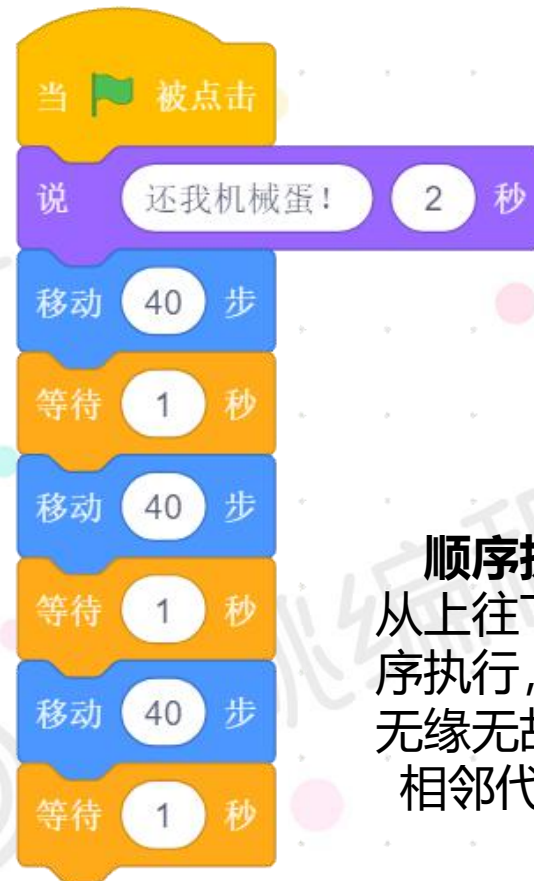 当 被点击
说 还我机械蛋! 2 秒
移动 40 步
等待 1 秒
移动 40 步
等待 1 秒
移动 40 步
等待 1 秒
顺序
从上往下
序执行,
无缘无故
相邻代